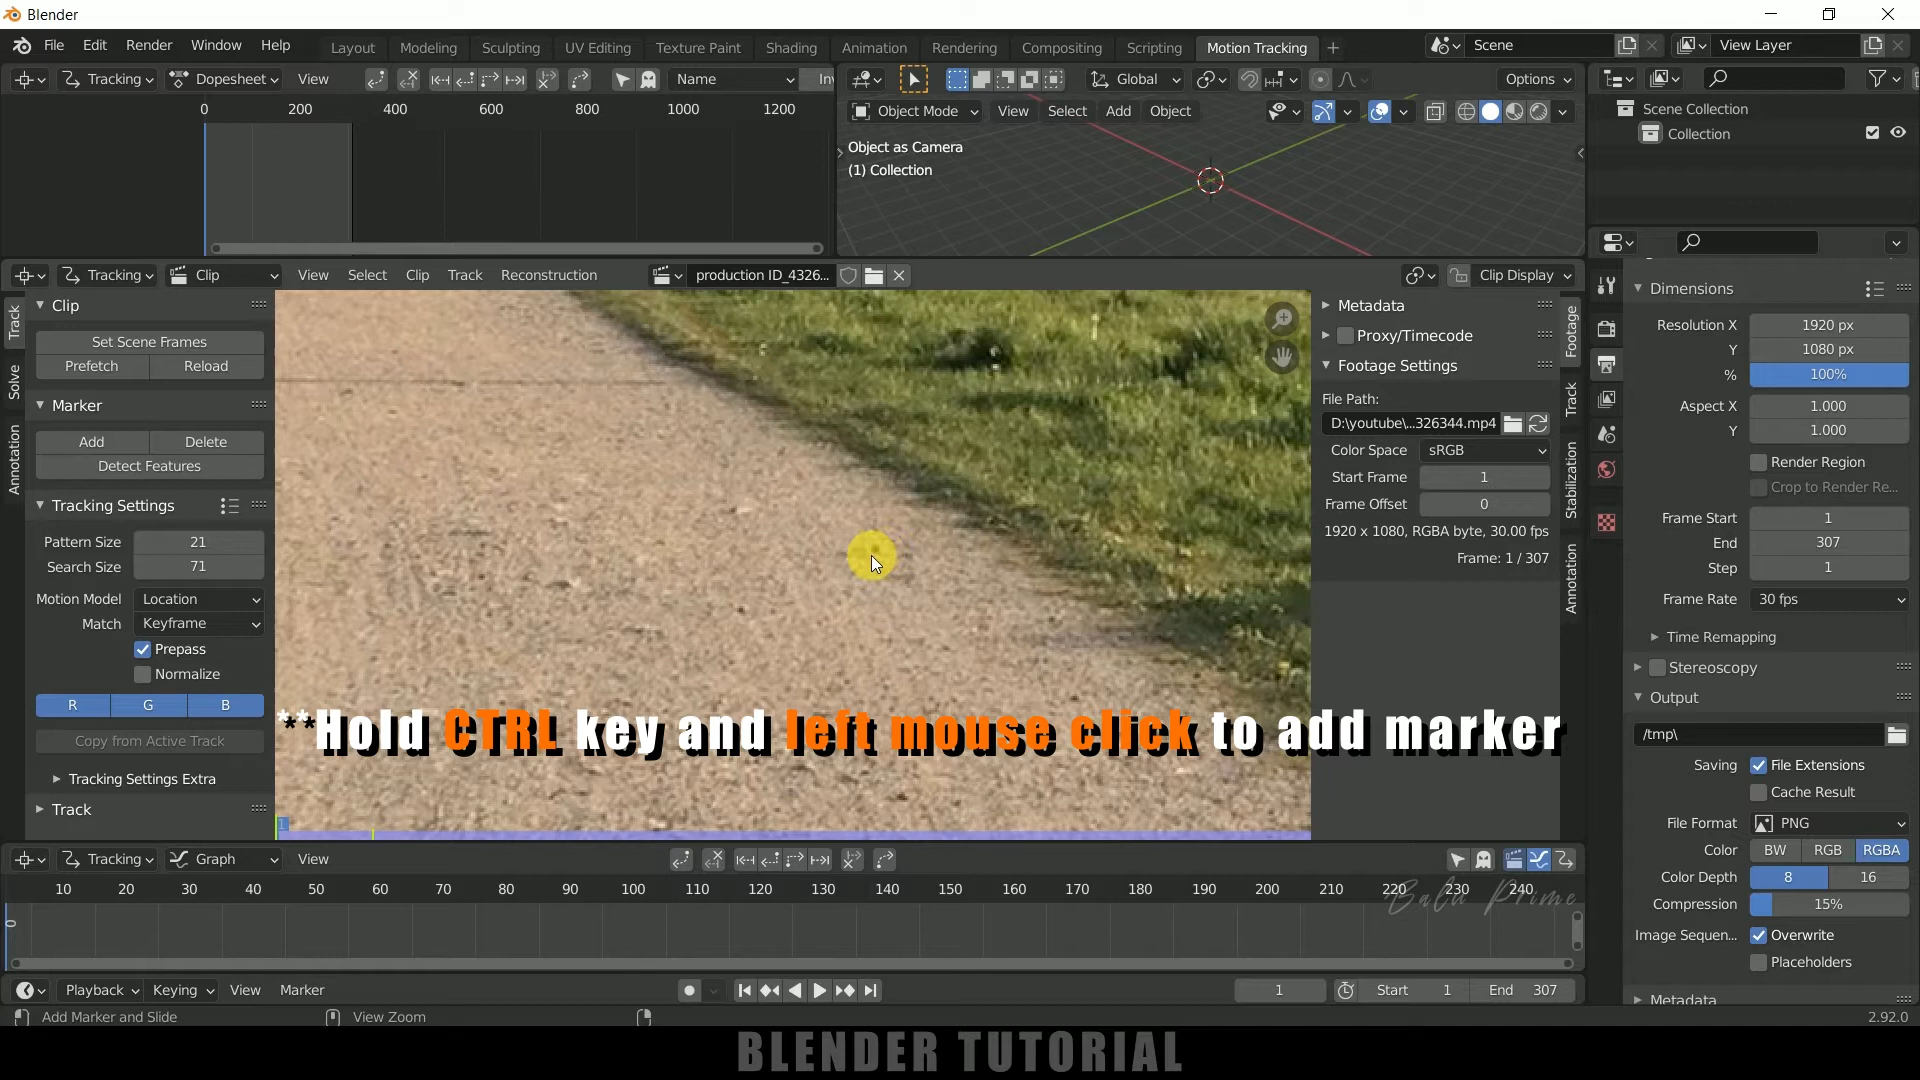 Blender
File Edit Render Window Help Layout Modeling Sculpting UV Editing Texture Paint Shading Animation Rendering Compositing Scripting Motion Tracking Scene View Layer
Tracking Dopesheet View Name Inv
0 200 400 600 800 1000 1200
Global Options
Object Mode View Select Add Object
Object as Camera
(1) Collection
Scene Collection
Collection
Tracking Clip View Select Clip Track Reconstruction production ID_4326... Clip Display
Track
Solve
Annotation
Clip
Set Scene Frames
Prefetch Reload
Marker
Add Delete
Detect Features
Tracking Settings
Pattern Size 21
Search Size 71
Motion Model Location
Match Keyframe
Prepass
Normalize
R G B
Copy from Active Track
Tracking Settings Extra
Track
1
**Hold CTRL key and left mouse click to add marker
Metadata
Proxy/Timecode
Footage Settings
File Path:
D:\youtube\...326344.mp4
Color Space sRGB
Start Frame 1
Frame Offset 0
1920 x 1080, RGBA byte, 30.00 fps
Frame: 1 / 307
Footage
Track
Stabilization
Annotation
Dimensions
Resolution X 1920 px
Y 1080 px
% 100%
Aspect X 1.000
Y 1.000
Render Region
Crop to Render Re...
Frame Start 1
End 307
Step 1
Frame Rate 30 fps
Time Remapping
Stereoscopy
Output
/tmp\
Saving File Extensions
Cache Result
File Format PNG
Color BW RGB RGBA
Color Depth 8 16
Compression 15%
Image Sequen... Overwrite
Placeholders
Metadata
Tracking Graph View
10 20 30 40 50 60 70 80 90 100 110 120 130 140 150 160 170 180 190 200 210 220 230 240
0
Bala Prime
Playback Keying View Marker 1 Start 1 End 307
Add Marker and Slide View Zoom 2.92.0
BLENDER TUTORIAL